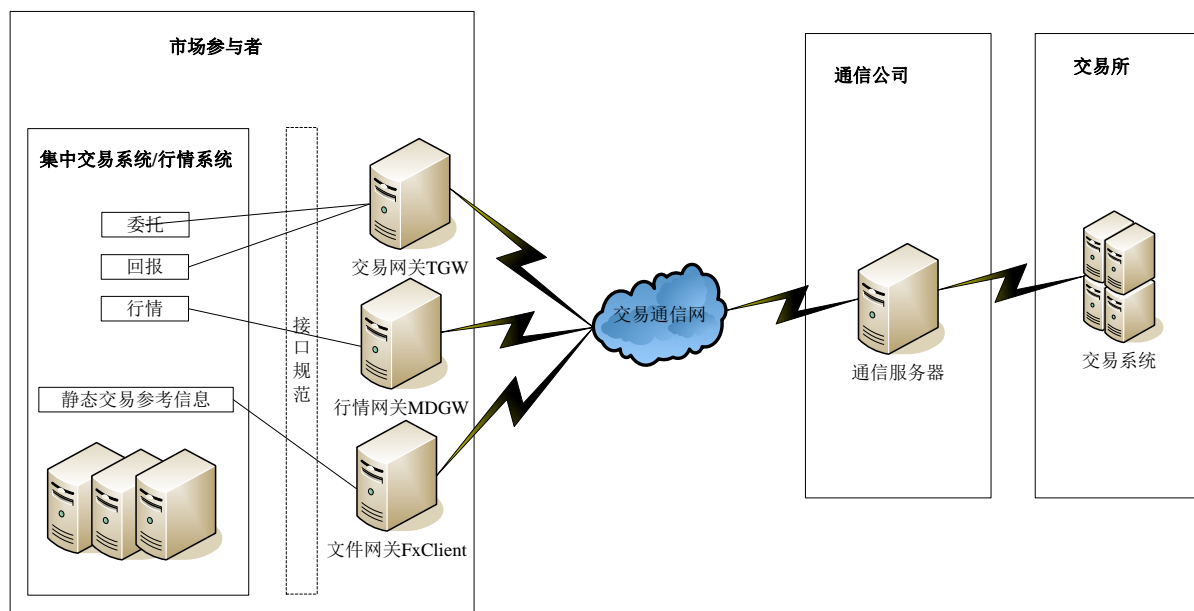 市场参与者
通信公司
交易所
集中交易系统/行情系统
委托
回报
行情
静态交易参考信息
接口规范
交易网关TGW
行情网关MDGW
文件网关FxClient
交易通信网
通信服务器
交易系统